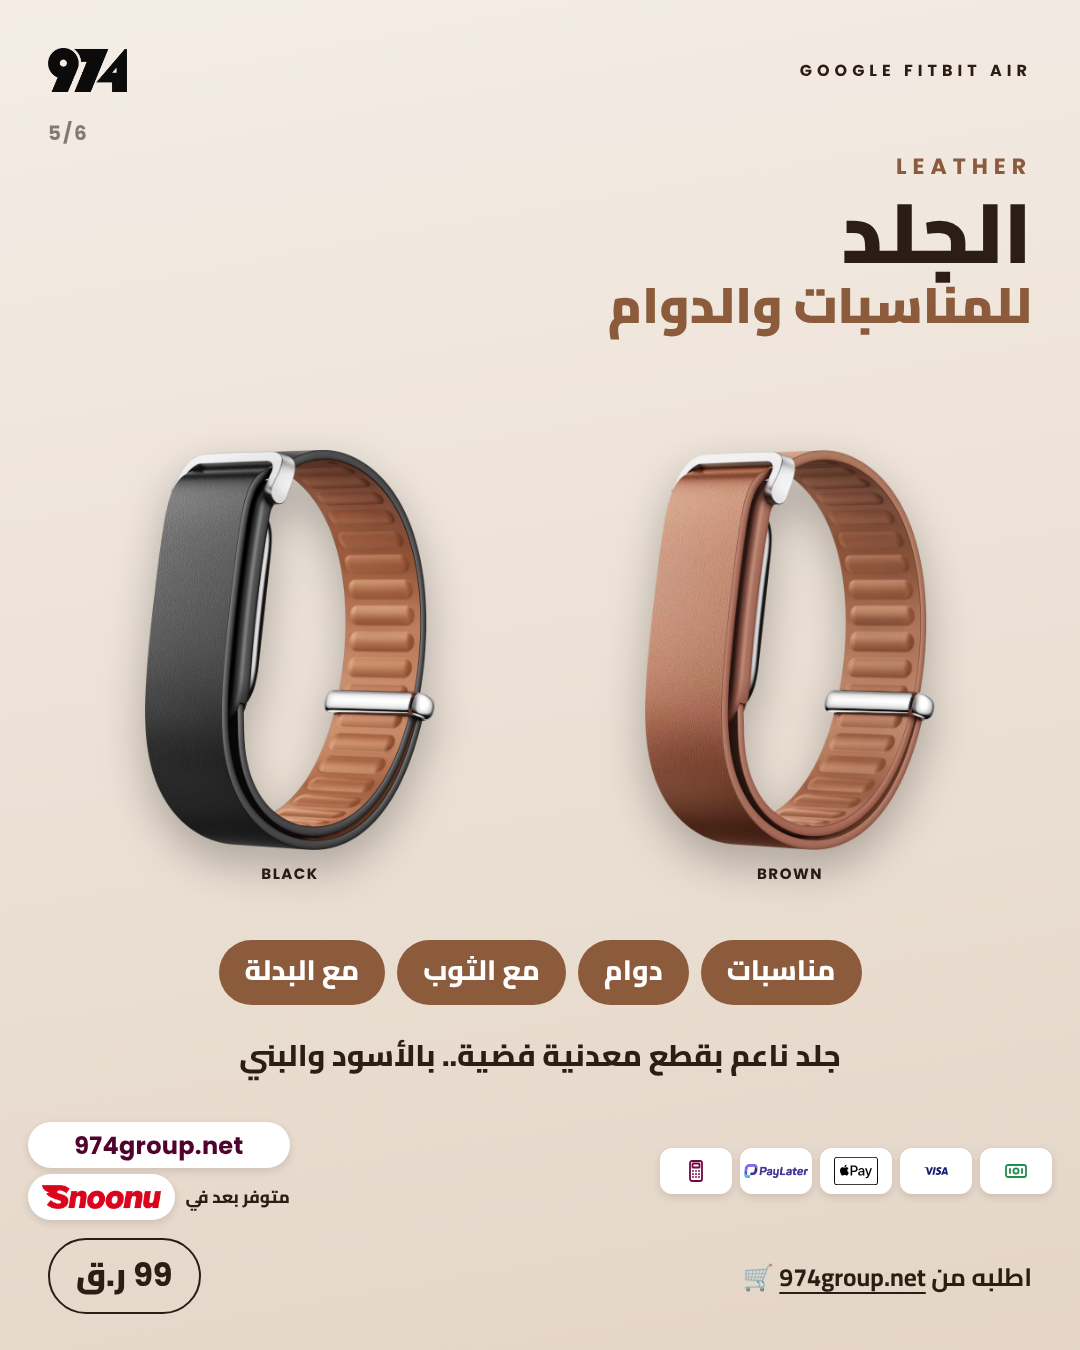 974
GOOGLE FITBIT AIR
5/6
LEATHER
الجلد
للمناسبات والدوام
BLACK
BROWN
مناسبات
دوام
مع الثوب
مع البدلة
جلد ناعم بقطع معدنية فضية.. بالأسود والبني
974group.net
متوفر بعد في Snoonu
PayLater
Pay
VISA
99 ر.ق
اطلبه من 974group.net 🛒